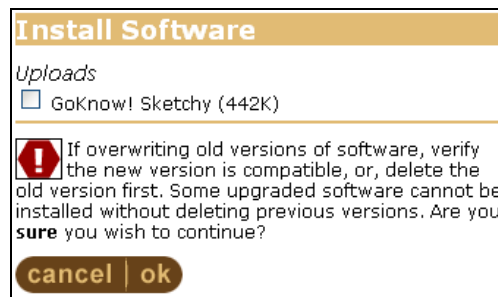 Install Software
Uploads
GoKnow! Sketchy (442K)
If overwriting old versions of software, verify
the new version is compatible, or, delete the
old version first. Some upgraded software cannot be
installed without deleting previous versions. Are you
sure you wish to continue?
cancel | ok